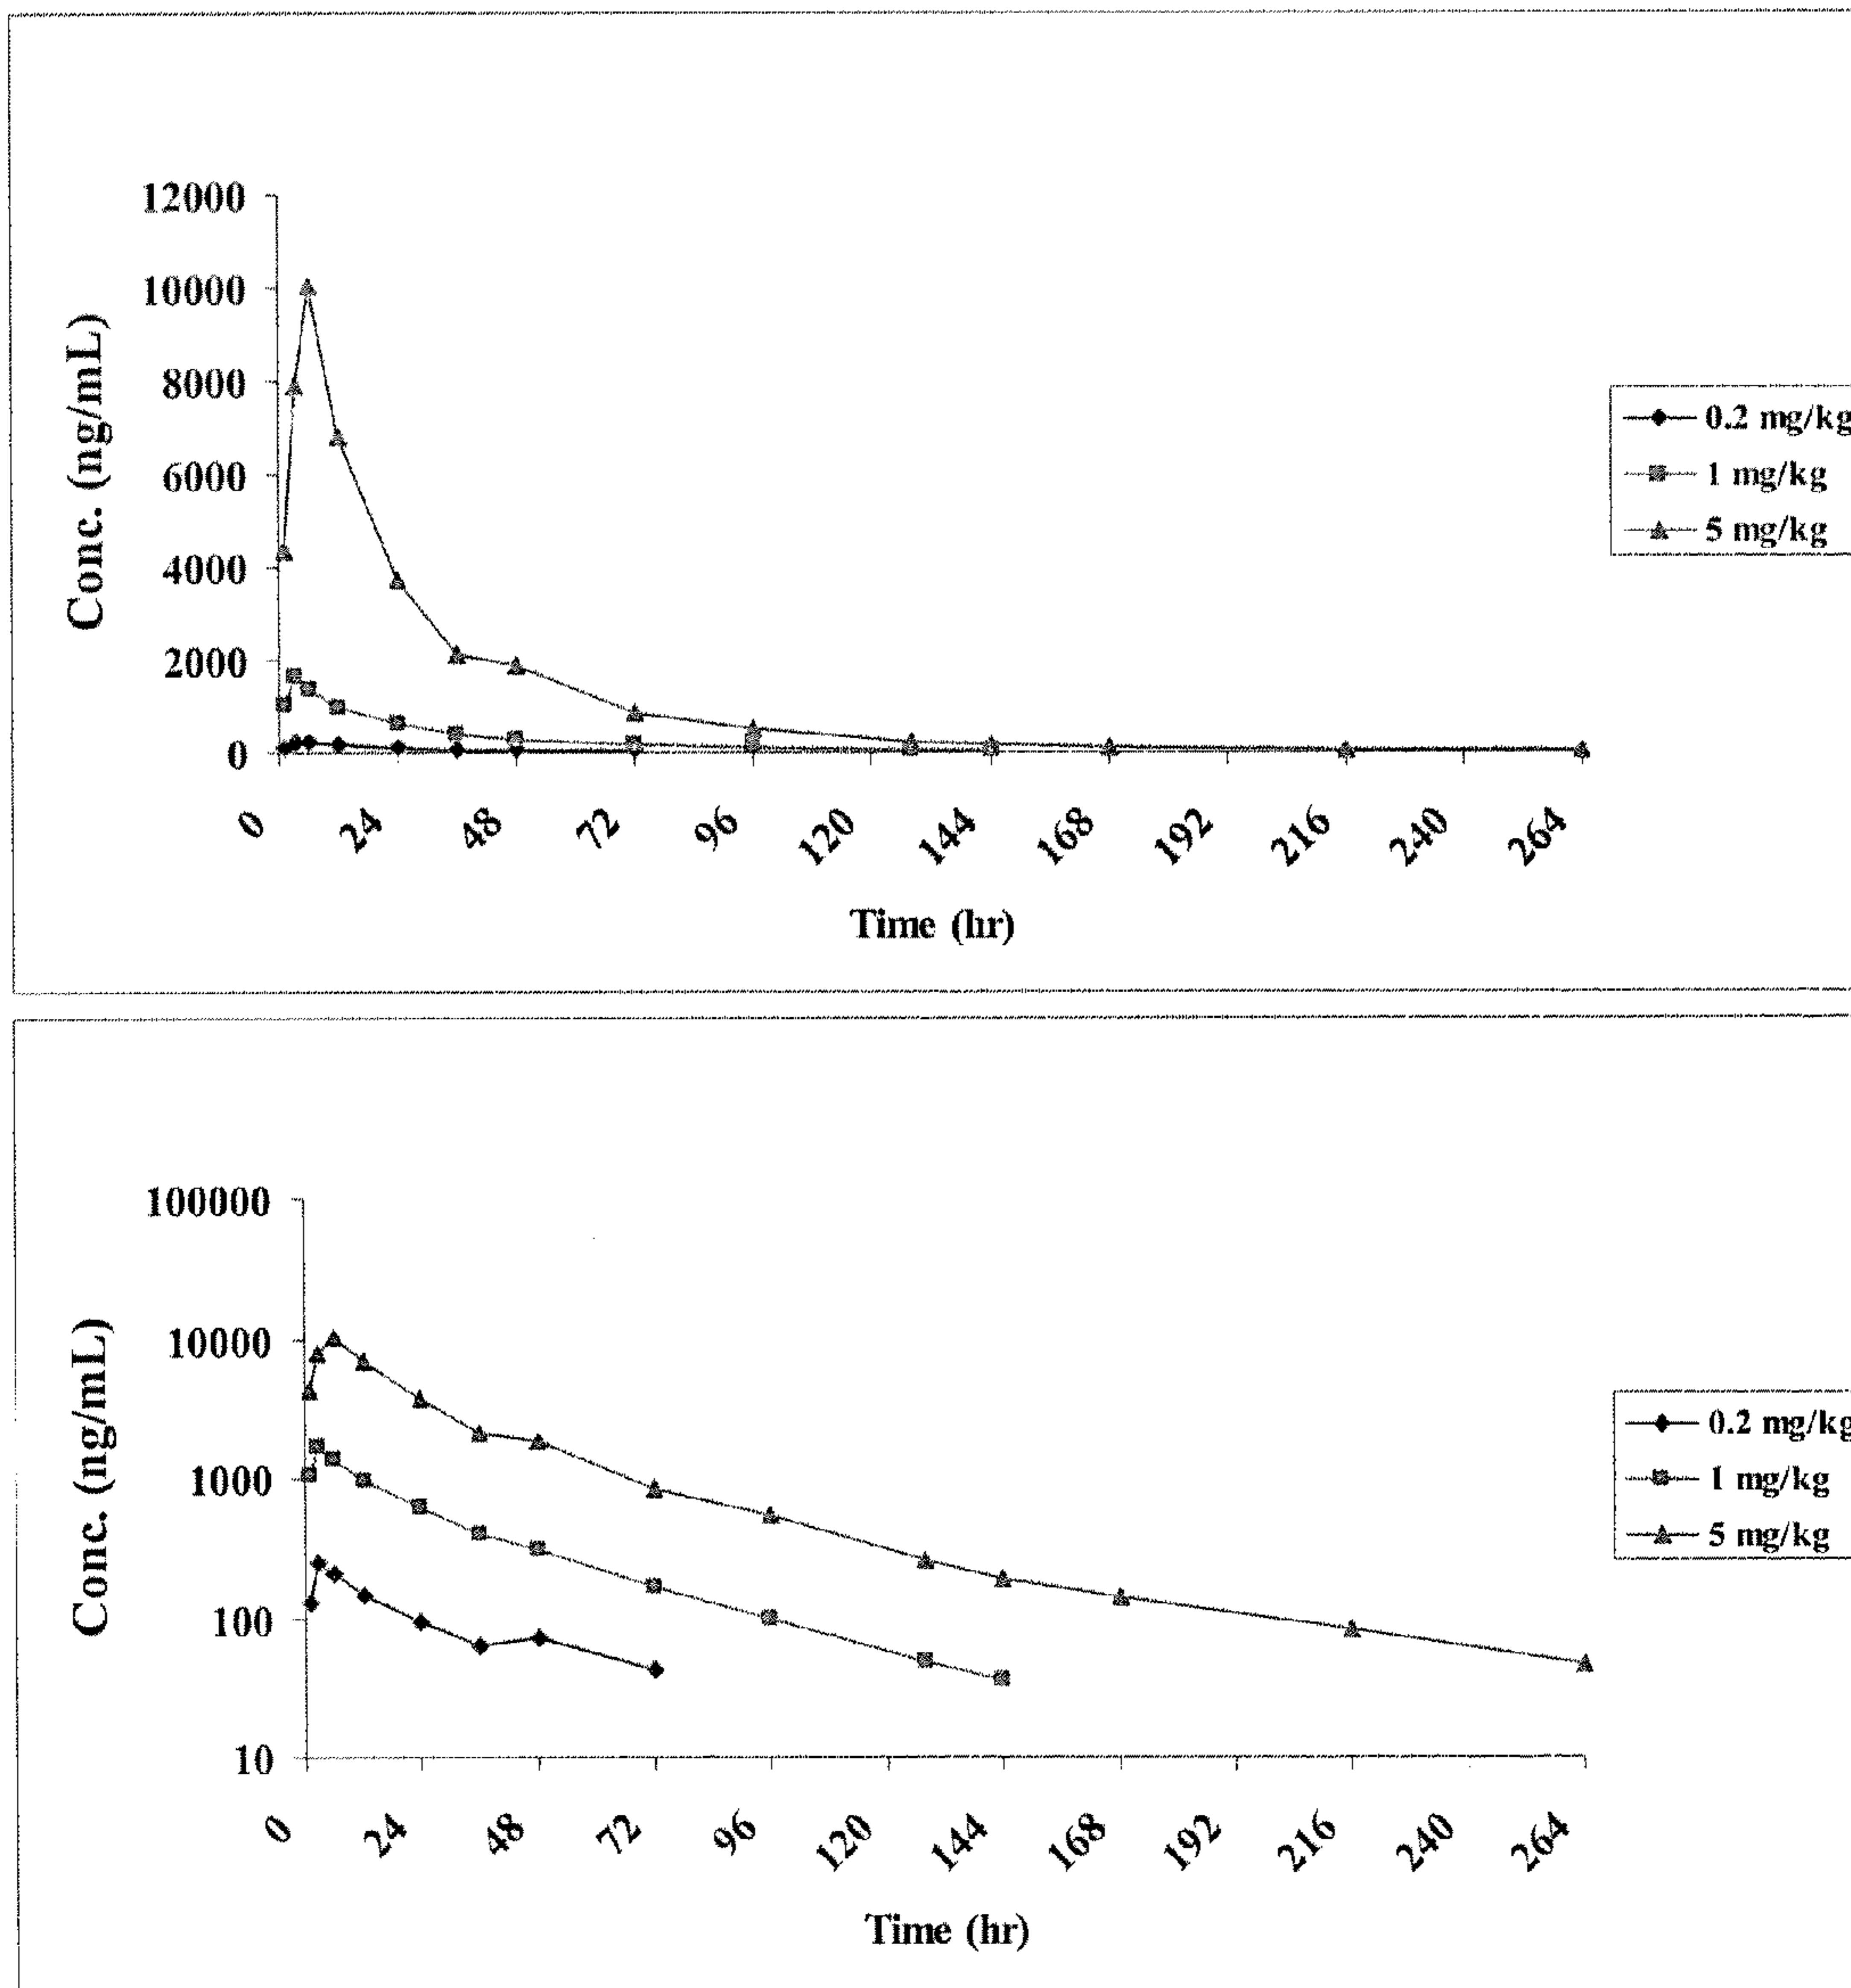 12000
10000
8000
6000
4000
2000
0
Conc. (ng/mL)
0 24 48 72 96 120 144 168 192 216 240 264
Time (hr)
0.2 mg/kg
1 mg/kg
5 mg/kg
100000
10000
1000
100
10
Conc. (ng/mL)
0 24 48 72 96 120 144 168 192 216 240 264
Time (hr)
0.2 mg/kg
1 mg/kg
5 mg/kg